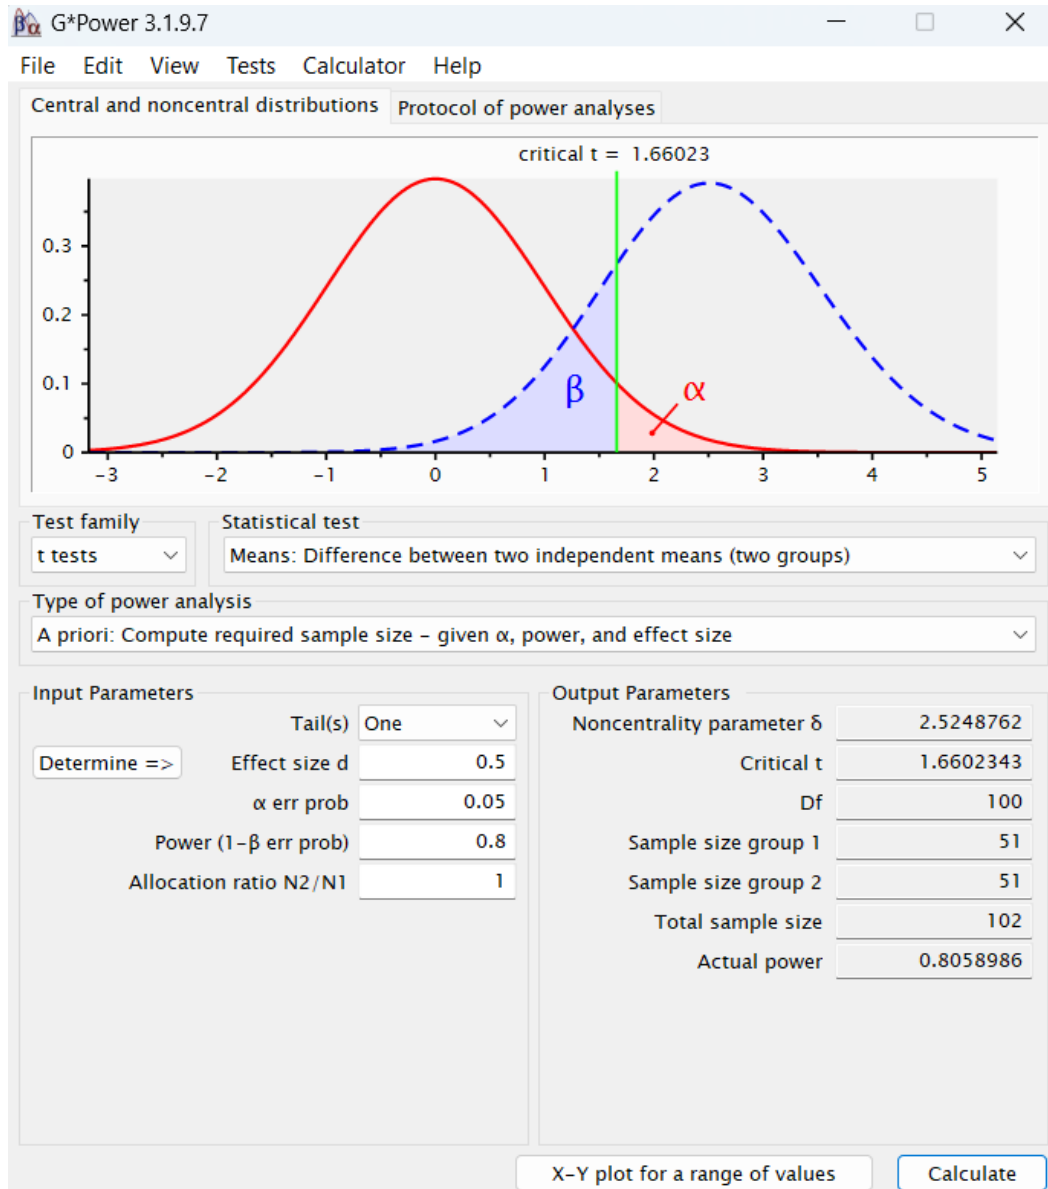 G*Power 3.1.9.7
File Edit View Tests Calculator Help
Central and noncentral distributions Protocol of power analyses
critical t = 1.66023
0.3
0.2
0.1
0
β α
-3 -2 -1 0 1 2 3 4 5
Test family Statistical test
t tests Means: Difference between two independent means (two groups)
Type of power analysis
A priori: Compute required sample size - given α, power, and effect size
Input Parameters Output Parameters
Tail(s) One Noncentrality parameter δ 2.5248762
Determine => Effect size d 0.5 Critical t 1.6602343
α err prob 0.05 Df 100
Power (1-β err prob) 0.8 Sample size group 1 51
Allocation ratio N2/N1 1 Sample size group 2 51
Total sample size 102
Actual power 0.8058986
X-Y plot for a range of values Calculate